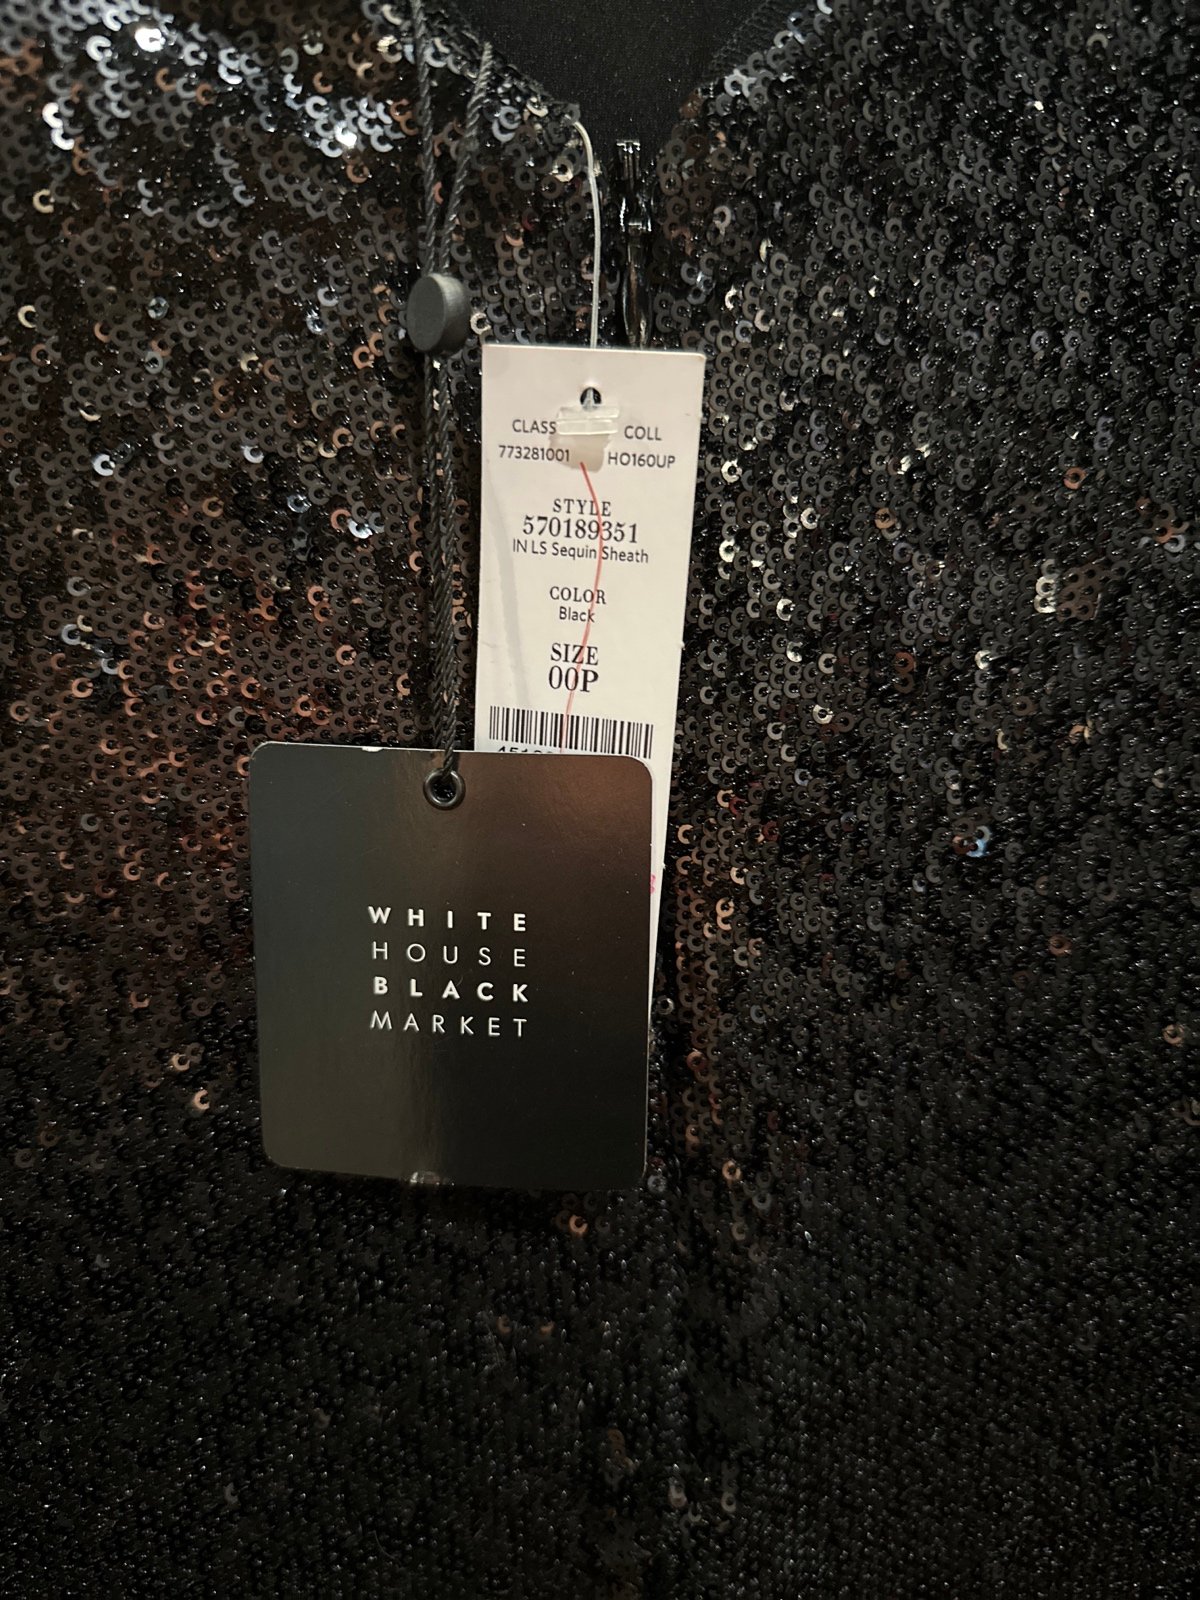 CLASS COLL
773281001 HO160UP
STYLE
570189351
IN LS Sequin Sheath
COLOR
Black
SIZE
00P
WHITE
HOUSE
BLACK
MARKET